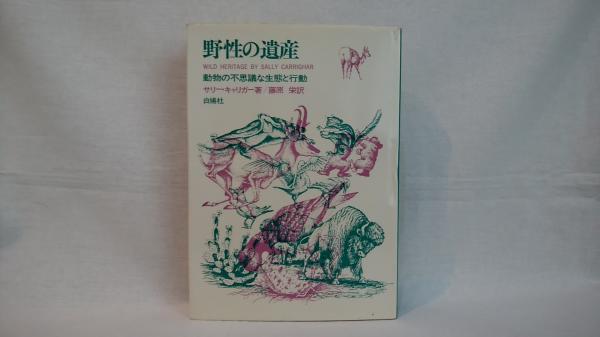 野性の遺産
WILD HERITAGE BY SALLY CARRIGHAR
動物の不思議な生態と行動
サリー・キャリガー著/藤原 栄訳
白揚社